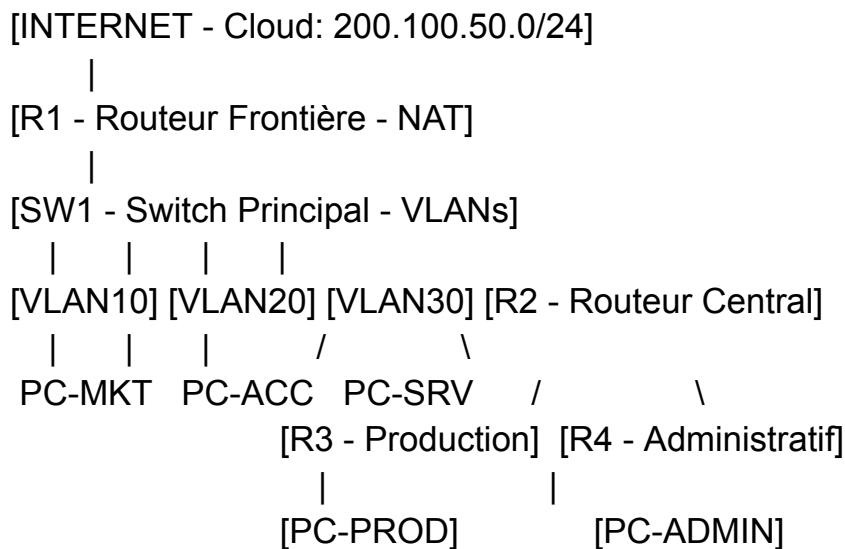 [INTERNET - Cloud: 200.100.50.0/24]
|
[R1 - Routeur Frontière - NAT]
|
[SW1 - Switch Principal - VLANs]
| | | |
[VLAN10] [VLAN20] [VLAN30] [R2 - Routeur Central]
| | | / \
PC-MKT PC-ACC PC-SRV / \
[R3 - Production] [R4 - Administratif]
| |
[PC-PROD] [PC-ADMIN]